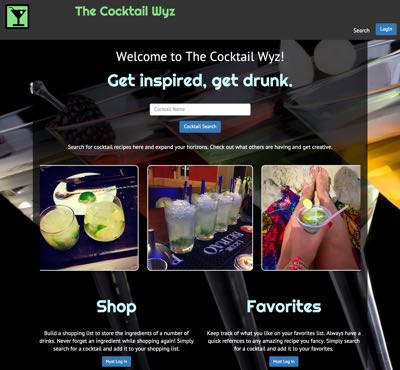 The Cocktail Wyz
Search
Login
Welcome to The Cocktail Wyz!
Get inspired, get drunk.
Cocktail Name
Cocktail Search
Search for cocktail recipes here and expand your horizons. Check out what others are having and get creative.
Shop
Build a shopping list to store the ingredients of a number of
drinks. Never forget an ingredient while shopping again! Simply
search for a cocktail and add it to your shopping list.
Must Log In
Favorites
Keep track of what you like on your favorites list. Always have a
quick refernces to any amazing recipe you fancy. Simply search
for a cocktail and add it to your favorites.
Must Log In